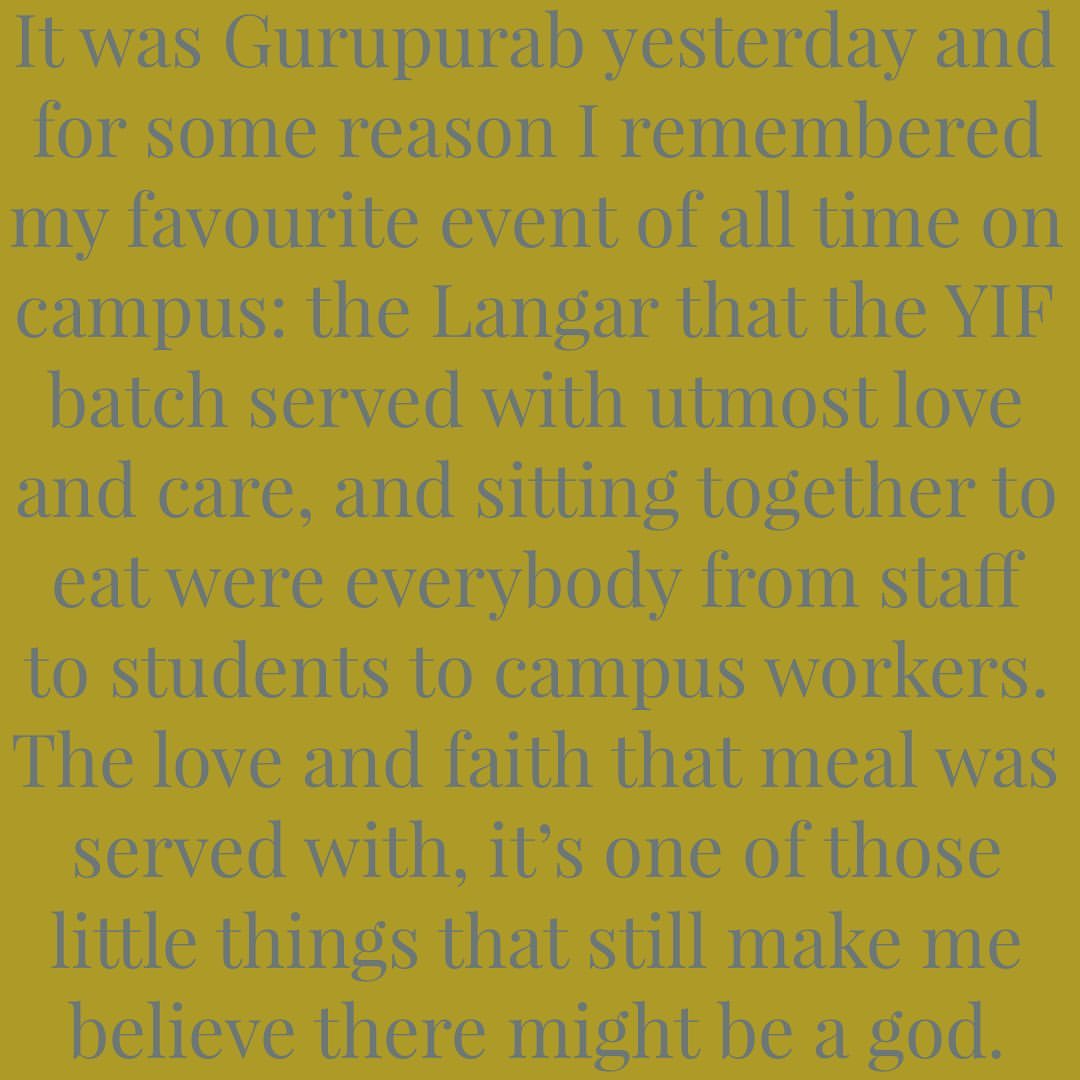 It was Gurupurab yesterday and
for some reason I remembered
my favourite event of all time on
campus: the Langar that the YIF
batch served with utmost love
and care, and sitting together to
eat were everybody from staff
to students to campus workers.
The love and faith that meal was
served with, it’s one of those
little things that still make me
believe there might be a god.